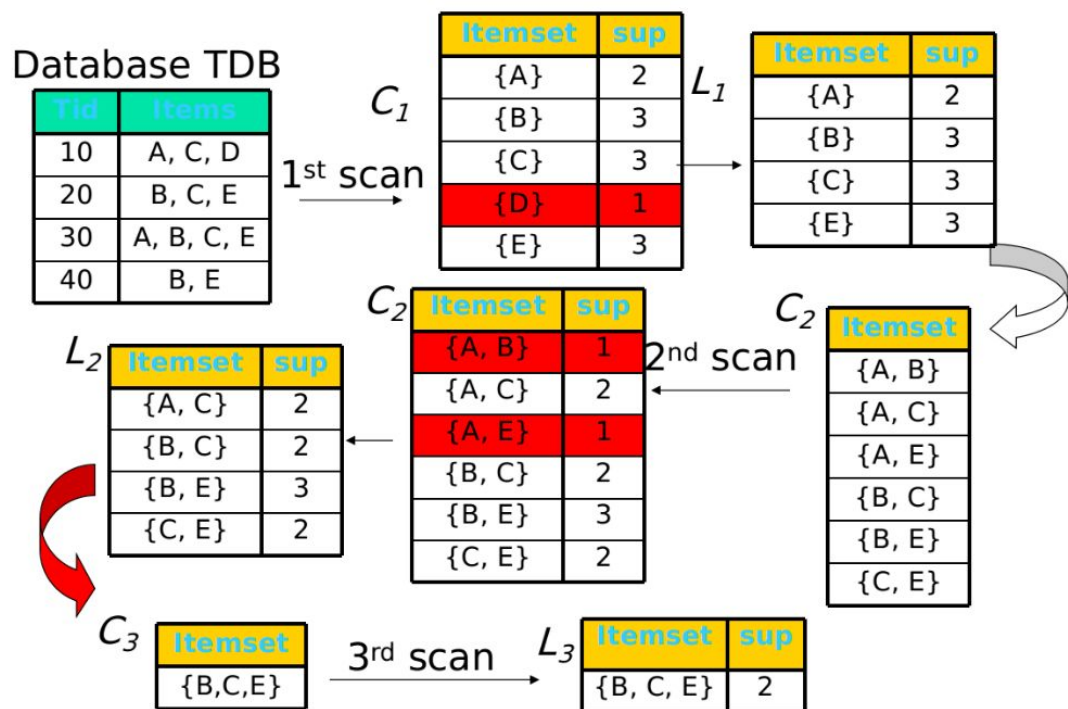 Database TDB
Tid Items
10 A, C, D
20 B, C, E
30 A, B, C, E
40 B, E
1st scan
C1
Itemset sup
{A} 2
{B} 3
{C} 3
{D} 1
{E} 3
L1
Itemset sup
{A} 2
{B} 3
{C} 3
{E} 3
C2
Itemset
{A, B}
{A, C}
{A, E}
{B, C}
{B, E}
{C, E}
2nd scan
C2
Itemset sup
{A, B} 1
{A, C} 2
{A, E} 1
{B, C} 2
{B, E} 3
{C, E} 2
L2
Itemset sup
{A, C} 2
{B, C} 2
{B, E} 3
{C, E} 2
C3
Itemset
{B,C,E}
3rd scan
L3
Itemset sup
{B, C, E} 2